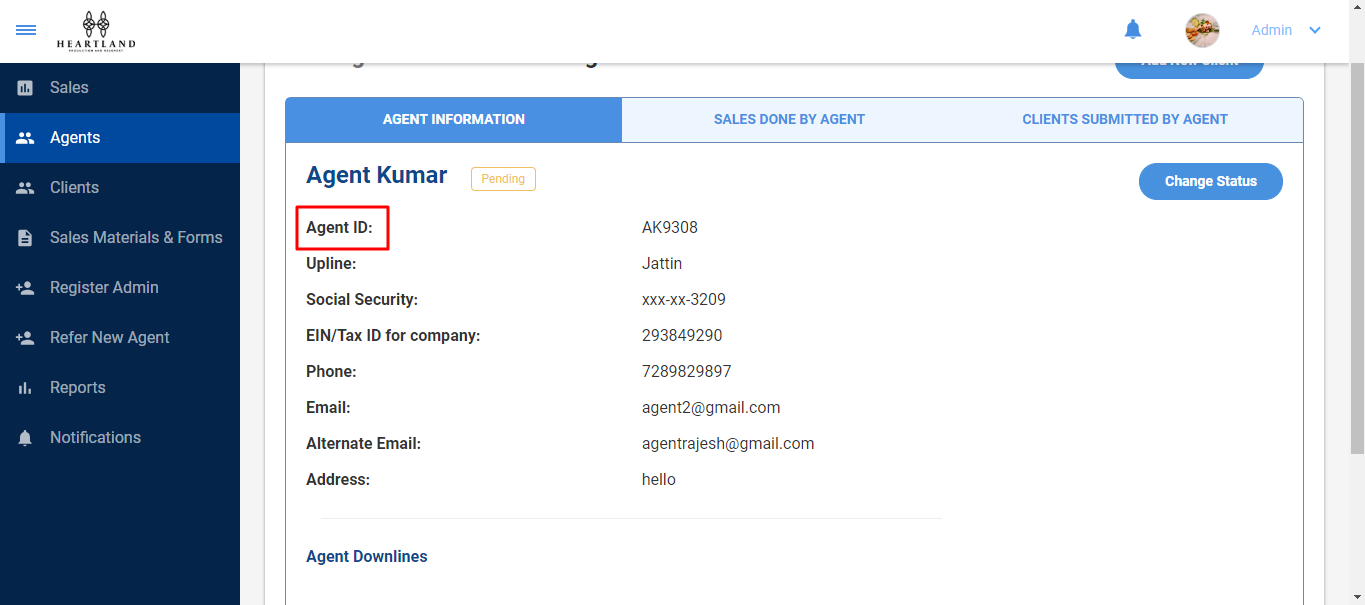 HEARTLAND
Admin
Sales
Agents
Clients
Sales Materials & Forms
Register Admin
Refer New Agent
Reports
Notifications
AGENT INFORMATION
SALES DONE BY AGENT
CLIENTS SUBMITTED BY AGENT
Agent Kumar
Pending
Change Status
Agent ID: AK9308
Upline: Jattin
Social Security: xxx-xx-3209
EIN/Tax ID for company: 293849290
Phone: 7289829897
Email: agent2@gmail.com
Alternate Email: agentrajesh@gmail.com
Address: hello
Agent Downlines